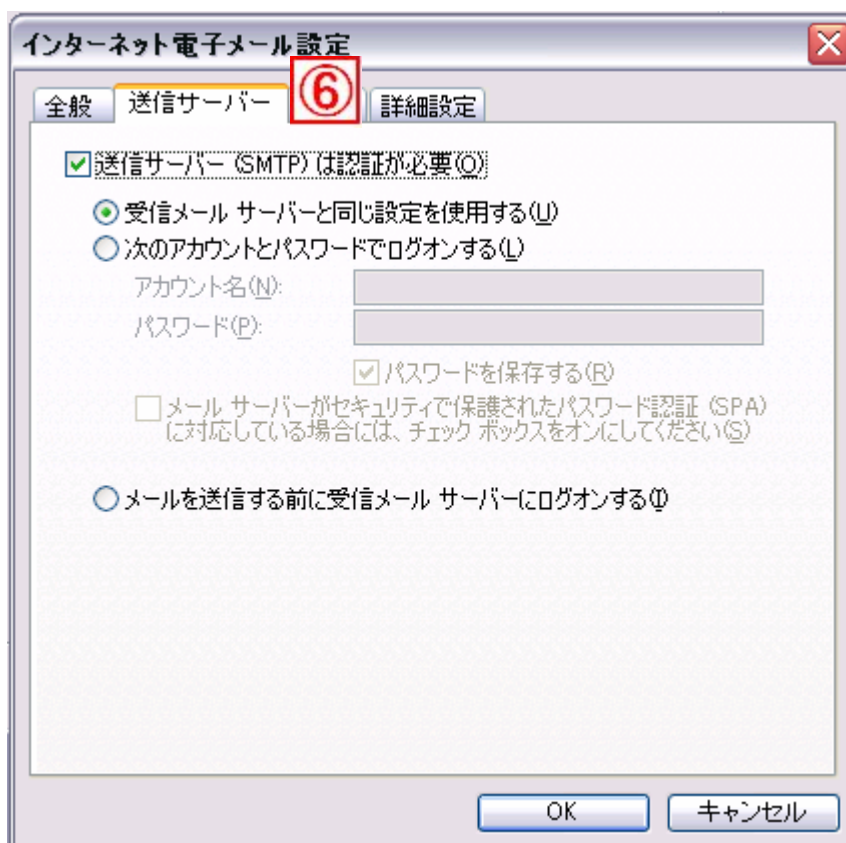 インターネット電子メール設定
全般 送信サーバー ⑥ 詳細設定
送信サーバー (SMTP) は認証が必要(O)
受信メール サーバーと同じ設定を使用する(U)
次のアカウントとパスワードでログオンする(L)
アカウント名(N):
パスワード(P):
パスワードを保存する(R)
メール サーバーがセキュリティで保護されたパスワード認証 (SPA)
に対応している場合には、チェック ボックスをオンにしてください(S)
メールを送信する前に受信メール サーバーにログオンする(I)
OK キャンセル